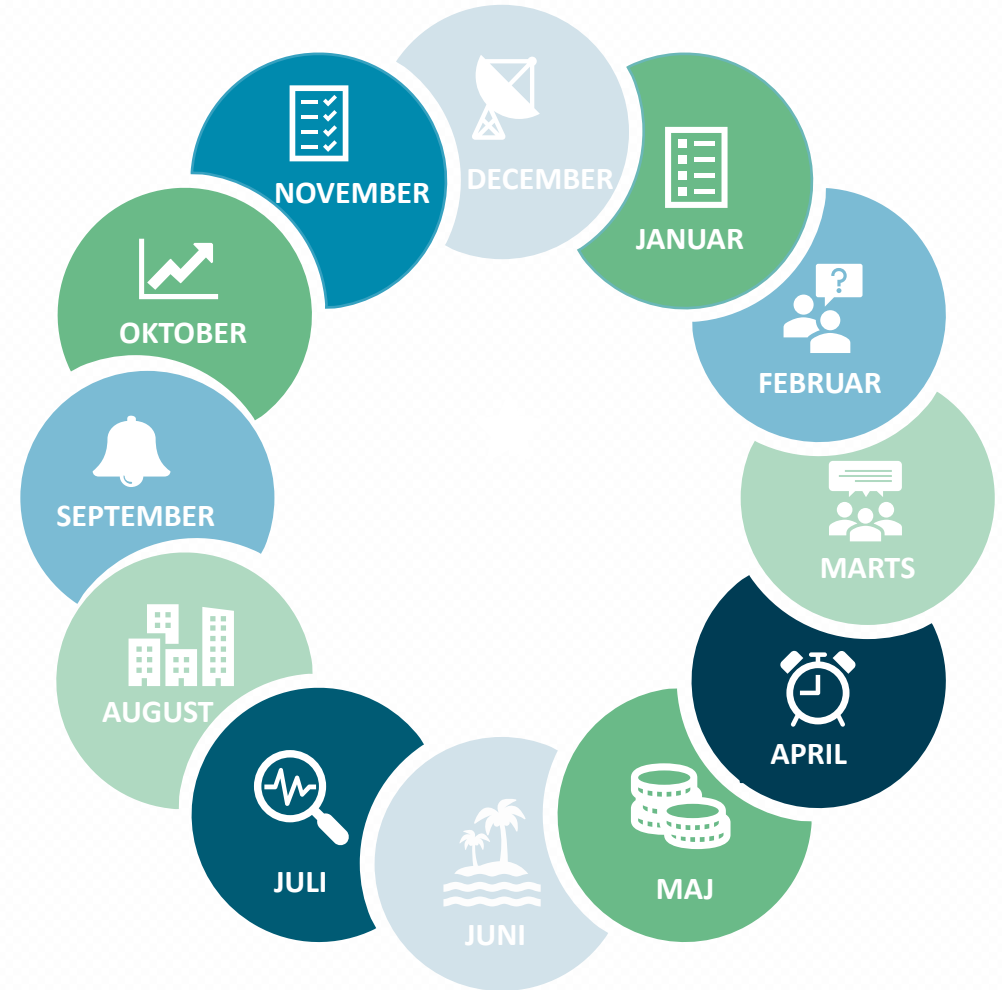 JANUAR
?
FEBRUAR
MARTS
APRIL
MAJ
JUNI
JULI
AUGUST
SEPTEMBER
OKTOBER
NOVEMBER
DECEMBER